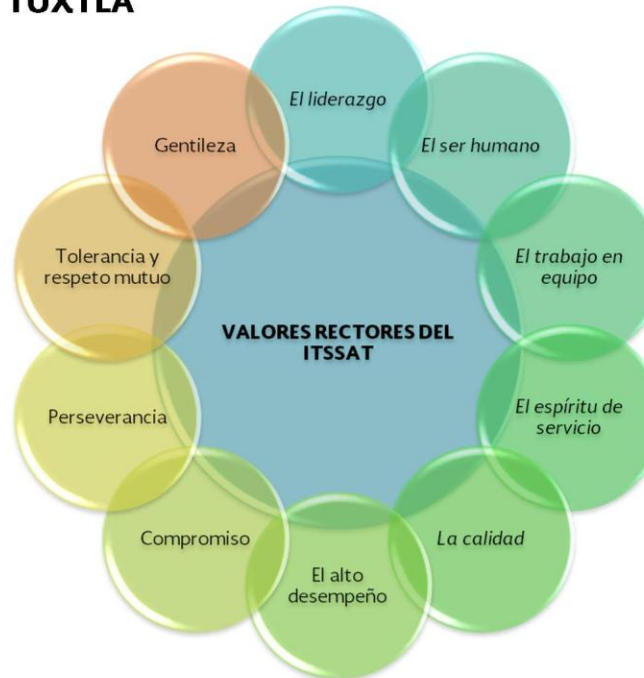 TUXTLA
El liderazgo
El ser humano
El trabajo en
equipo
El espíritu de
servicio
La calidad
El alto
desempeño
Compromiso
Perseverancia
Tolerancia y
respeto mutuo
Gentileza
VALORES RECTORES DEL
ITSSAT